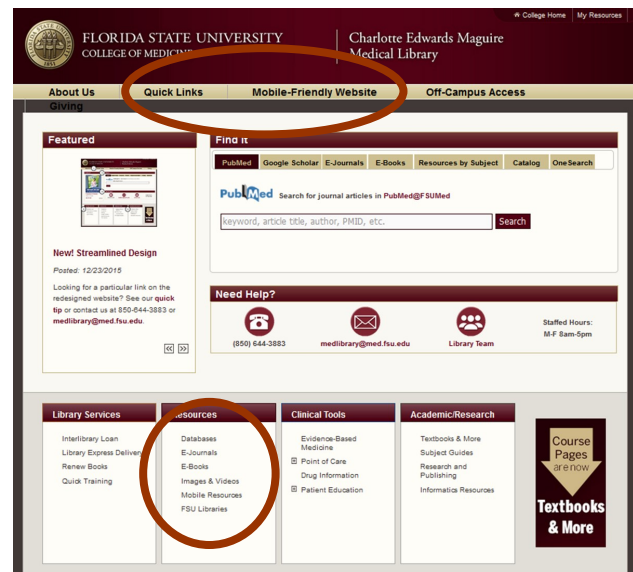 College Home
My Resources
FLORIDA STATE UNIVERSITY
COLLEGE OF MEDICINE
Charlotte Edwards Maguire
Medical Library
About Us Quick Links Mobile-Friendly Website Off-Campus Access
Giving
Featured
New! Streamlined Design
Posted: 12/23/2015
Looking for a particular link on the
redesigned website? See our quick
tip or contact us at 850-644-3883 or
medlibrary@med.fsu.edu.
Find It
PubMed Google Scholar E-Journals E-Books Resources by Subject Catalog OneSearch
PubMed Search for journal articles in PubMed@FSUMed
keyword, article title, author, PMID, etc. Search
Need Help?
(850) 644-3883
medlibrary@med.fsu.edu
Library Team
Staffed Hours:
M-F 8am-5pm
Library Services
Interlibrary Loan
Library Express Delivery
Renew Books
Quick Training
Resources
Databases
E-Journals
E-Books
Images & Videos
Mobile Resources
FSU Libraries
Clinical Tools
Evidence-Based
Medicine
Point of Care
Drug Information
Patient Education
Academic/Research
Textbooks & More
Subject Guides
Research and
Publishing
Informatics Resources
Course
Pages
are now
Textbooks
& More